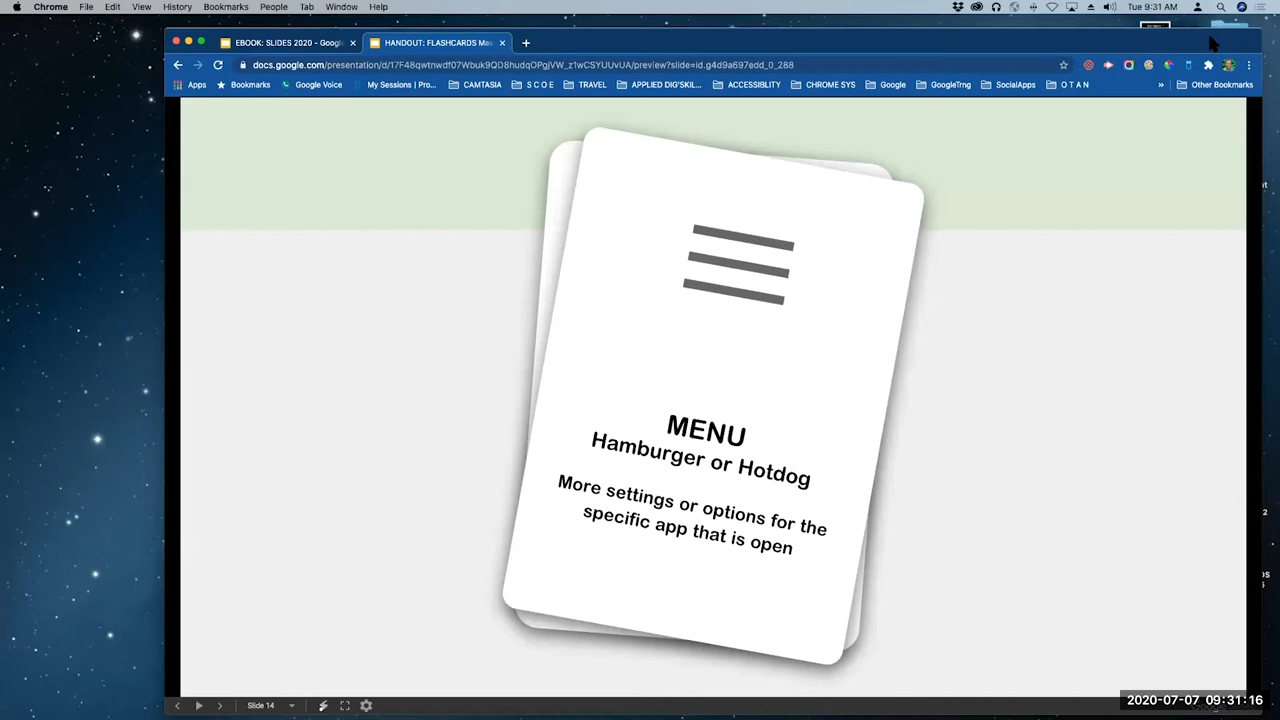 Chrome File Edit View History Bookmarks People Tab Window Help
Tue 9:31 AM
EBOOK: SLIDES 2020 - Googl
HANDOUT: FLASHCARDS Mas
docs.google.com/presentation/d/17F48qwtnwdf07Wbuk9QD8hudqOPgjVW_z1wCSYUUvUA/preview?slide=id.g4d9a697edd_0_288
Apps Bookmarks Google Voice My Sessions | Pro... CAMTASIA S C O E TRAVEL APPLIED DIG'SKIL... ACCESSIBLITY CHROME SYS Google GoogleTrng SocialApps O T A N » Other Bookmarks
MENU
Hamburger or Hotdog
More settings or options for the
specific app that is open
Slide 14
2020-07-07 09:31:16